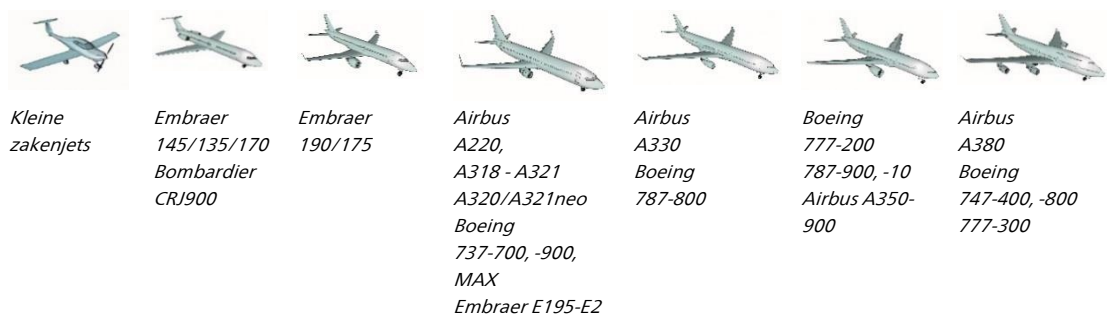 Kleine
zakenjets
Embraer
145/135/170
Bombardier
CRJ900
Embraer
190/175
Airbus
A220,
A318 - A321
A320/A321neo
Boeing
737-700, -900,
MAX
Embraer E195-E2
Airbus
A330
Boeing
787-800
Boeing
777-200
787-900, -10
Airbus A350-
900
Airbus
A380
Boeing
747-400, -800
777-300